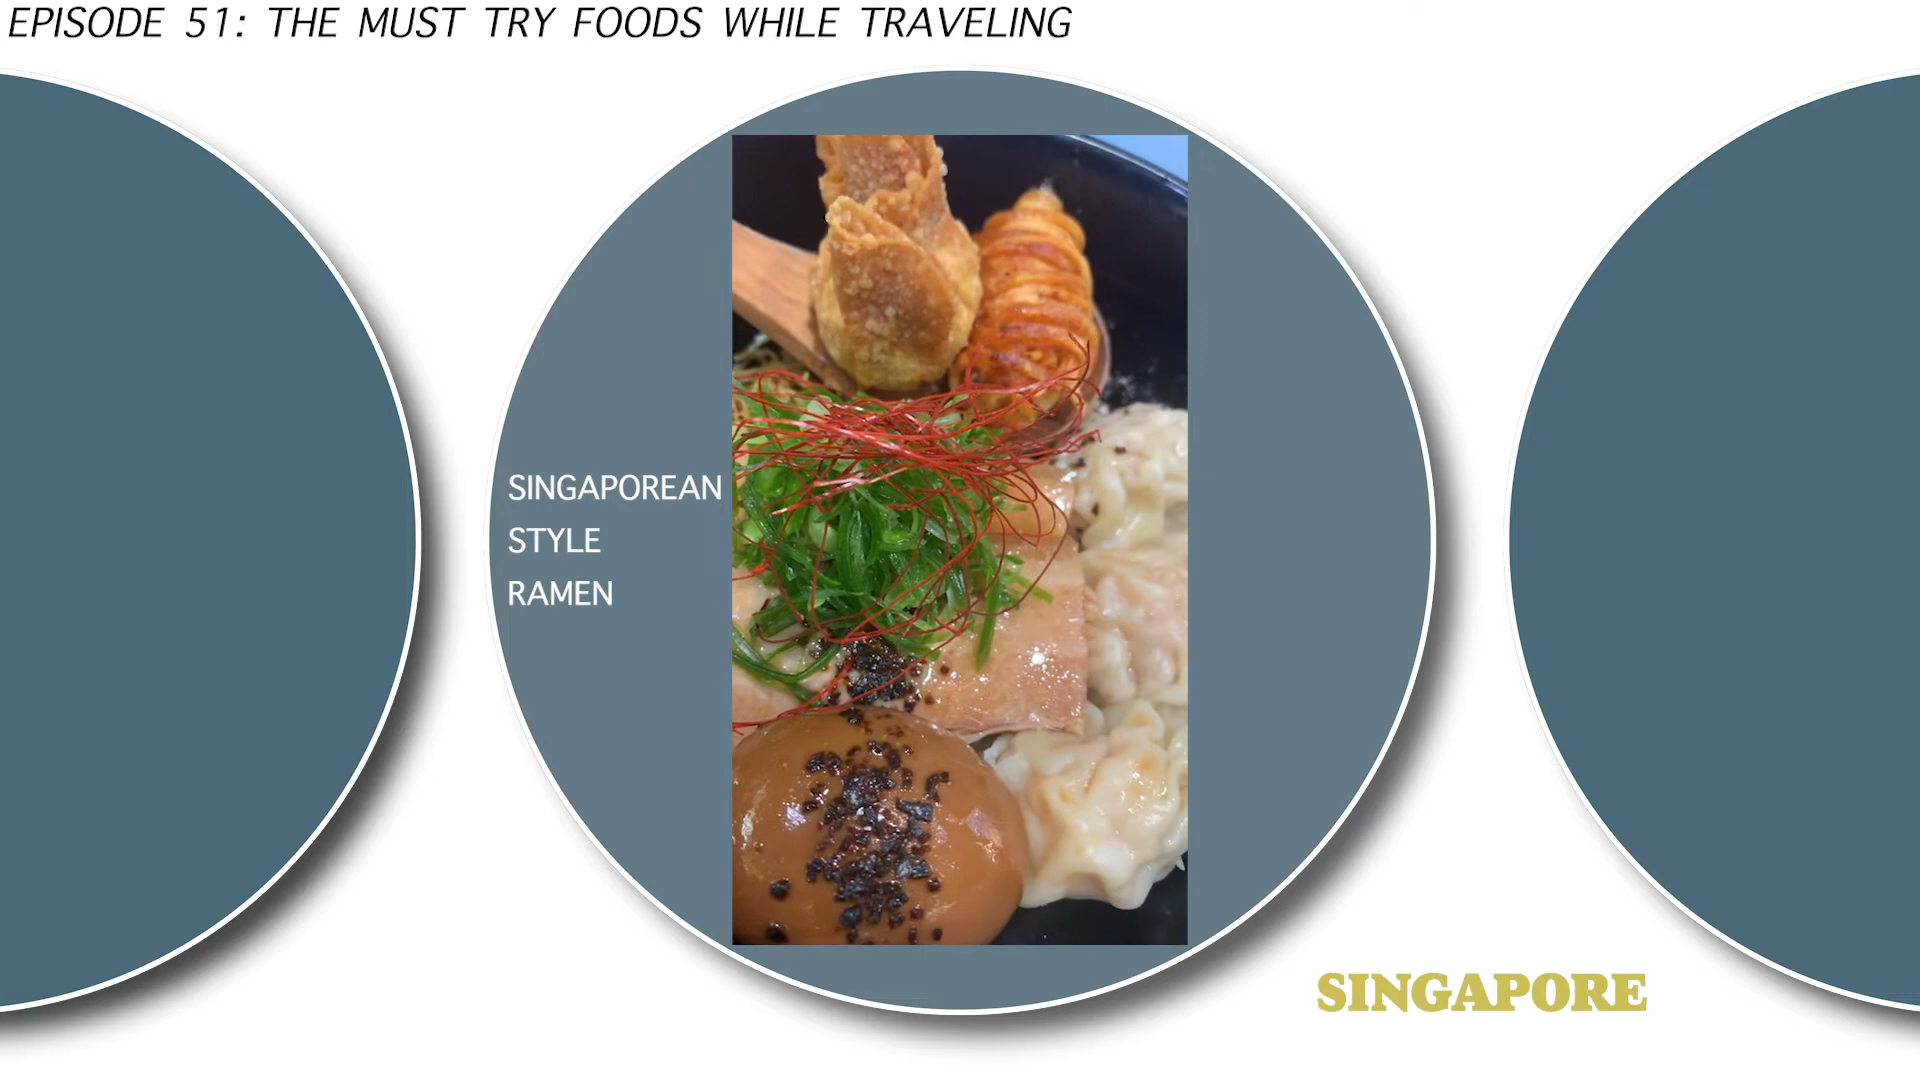 EPISODE 51: THE MUST TRY FOODS WHILE TRAVELING
SINGAPOREAN
STYLE
RAMEN
SINGAPORE